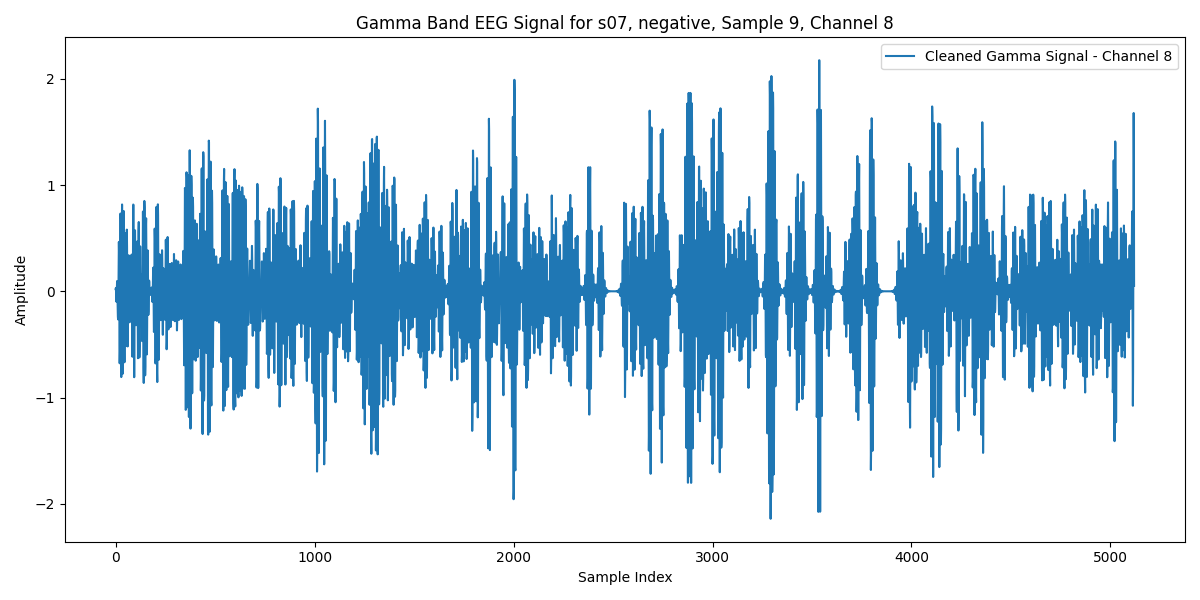 Gamma Band EEG Signal for s07, negative, Sample 9, Channel 8
Cleaned Gamma Signal - Channel 8
Amplitude
2
1
0
−1
−2
0 1000 2000 3000 4000 5000
Sample Index